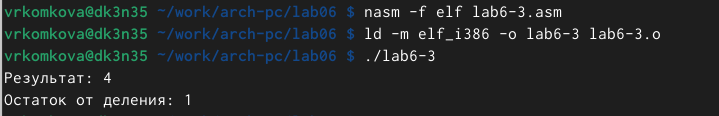 vrkomkova@dk3n35 ~/work/arch-pc/lab06 $ nasm -f elf lab6-3.asm
vrkomkova@dk3n35 ~/work/arch-pc/lab06 $ ld -m elf_i386 -o lab6-3 lab6-3.o
vrkomkova@dk3n35 ~/work/arch-pc/lab06 $ ./lab6-3
Результат: 4
Остаток от деления: 1